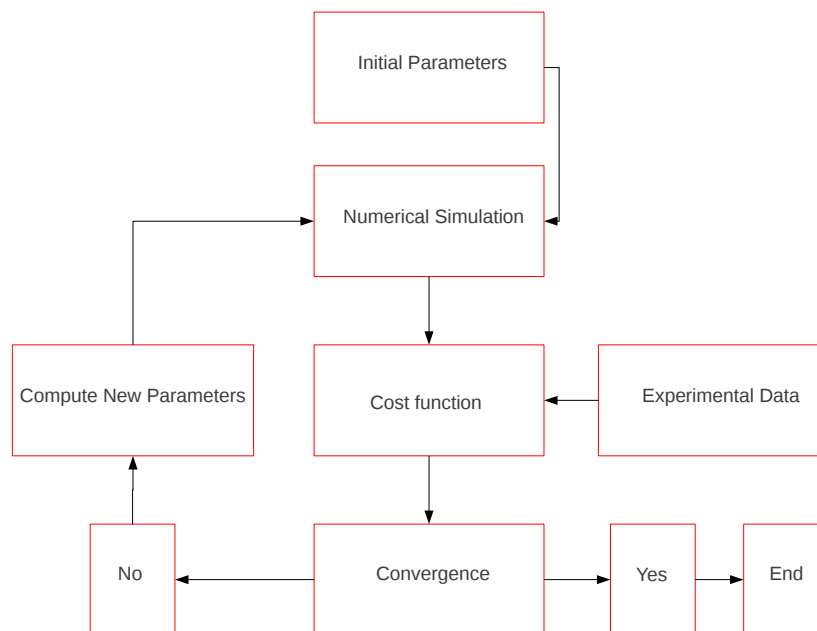 Initial Parameters
Numerical Simulation
Compute New Parameters
Cost function
Experimental Data
No
Convergence
Yes
End